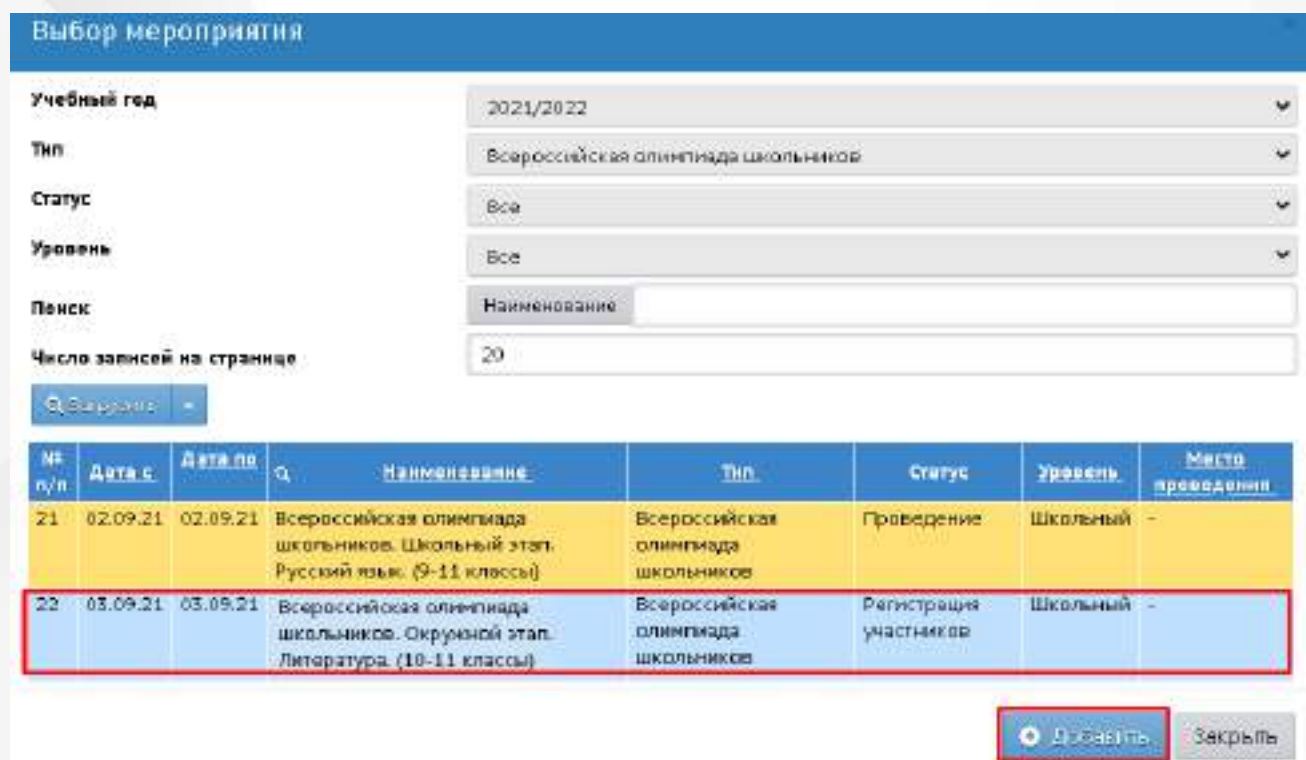 Выбор мероприятия
Учебный год 2021/2022
Тип Всероссийская олимпиада школьников
Статус Все
Уровень Все
Поиск Наименование
Число записей на странице 20
№ п/п Дата с Дата по Наименование Тип Статус Уровень Место проведения
21 02.09.21 02.09.21 Всероссийская олимпиада Всероссийская Проведение Школьный -
школьников. Школьный этап. олимпиада
Русский язык. (9-11 классы) школьников
22 03.09.21 03.09.21 Всероссийская олимпиада Всероссийская Регистрация Школьный -
школьников. Окружной этап. олимпиада участников
Литература. (10-11 классы) школьников
Добавить Закрыть